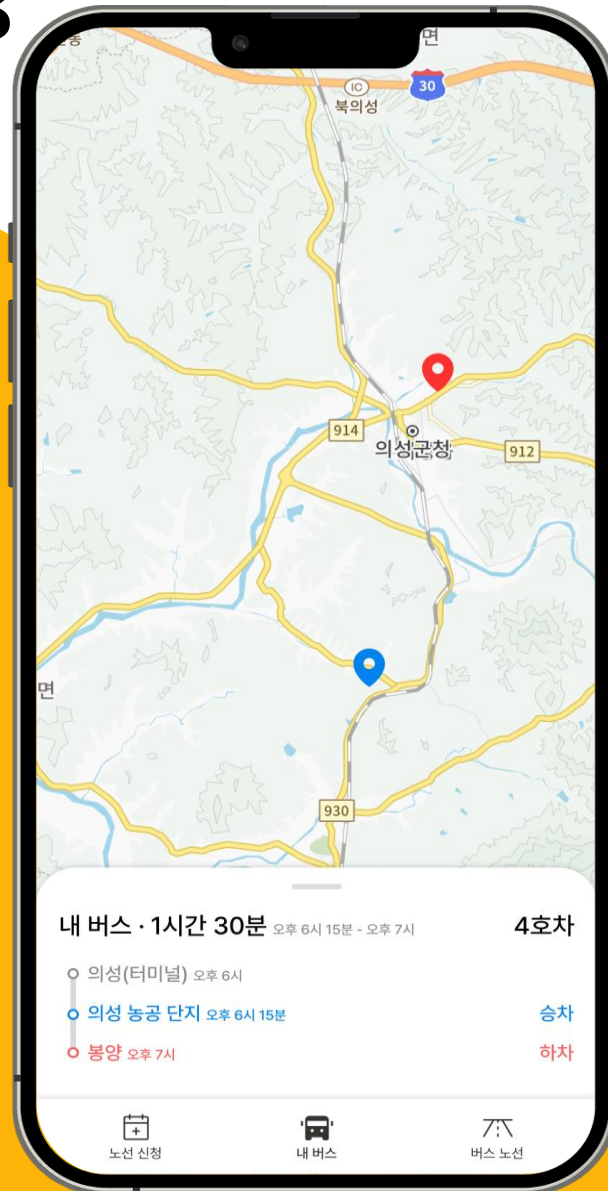 면
IC
북의성
30
914
의성군청
912
면
930
내 버스 · 1시간 30분 오후 6시 15분 - 오후 7시 4호차
의성(터미널) 오후 6시
의성 농공 단지 오후 6시 15분 승차
봉양 오후 7시 하차
노선 신청 내 버스 버스 노선